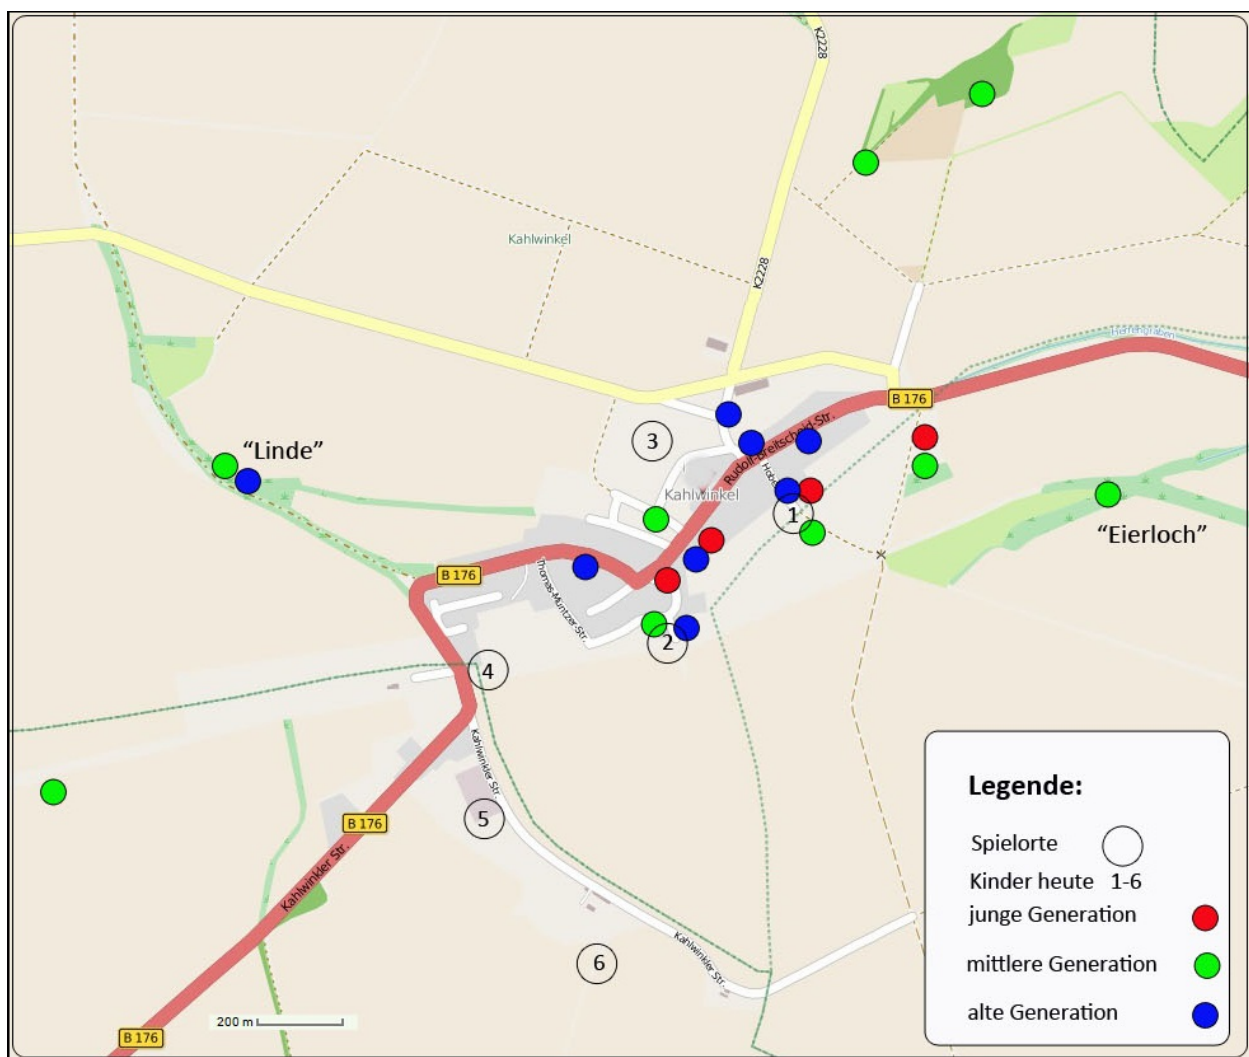 K2228
Kahlwinkel
K2228
Herrengraben
B 176
"Linde"
3
Rudolf-Breitscheid-Str.
Kahlwinkel
1
"Eierloch"
B 176
Thomas-Müntzer-Str.
2
4
Kahlwinkler Str.
5
B 176
Kahlwinkler Str.
6
Kahlwinkler Str.
200 m
B 176
Legende:
Spielorte
Kinder heute 1-6
junge Generation
mittlere Generation
alte Generation